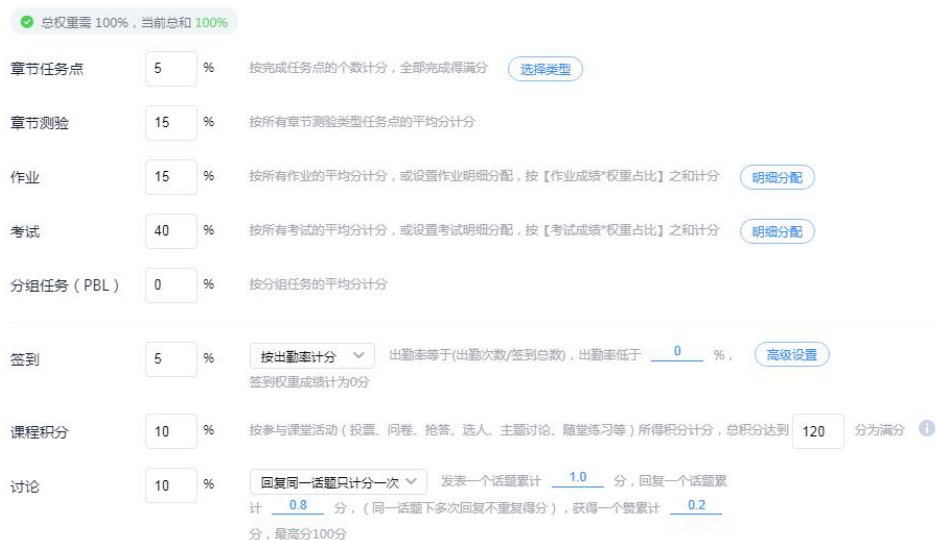 总权重需 100%，当前总和 100%
章节任务点 5 % 按完成任务点的个数计分，全部完成得满分 选择类型
章节测验 15 % 按所有章节测验类型任务点的平均分计分
作业 15 % 按所有作业的平均分计分，或设置作业明细分配，按【作业成绩*权重占比】之和计分 明细分配
考试 40 % 按所有考试的平均分计分，或设置考试明细分配，按【考试成绩*权重占比】之和计分 明细分配
分组任务（PBL） 0 % 按分组任务的平均分计分
签到 5 % 按出勤率计分 出勤率等于(出勤次数/签到总数)，出勤率低于 0 %， 高级设置
签到权重成绩计为0分
课程积分 10 % 按参与课堂活动（投票、问卷、抢答、选人、主题讨论、随堂练习等）所得积分计分，总积分达到 120 分为满分
讨论 10 % 回复同一话题只计分一次 发表一个话题累计 1.0 分，回复一个话题累
计 0.8 分，（同一话题下多次回复不重复得分），获得一个赞累计 0.2
分，最高分100分